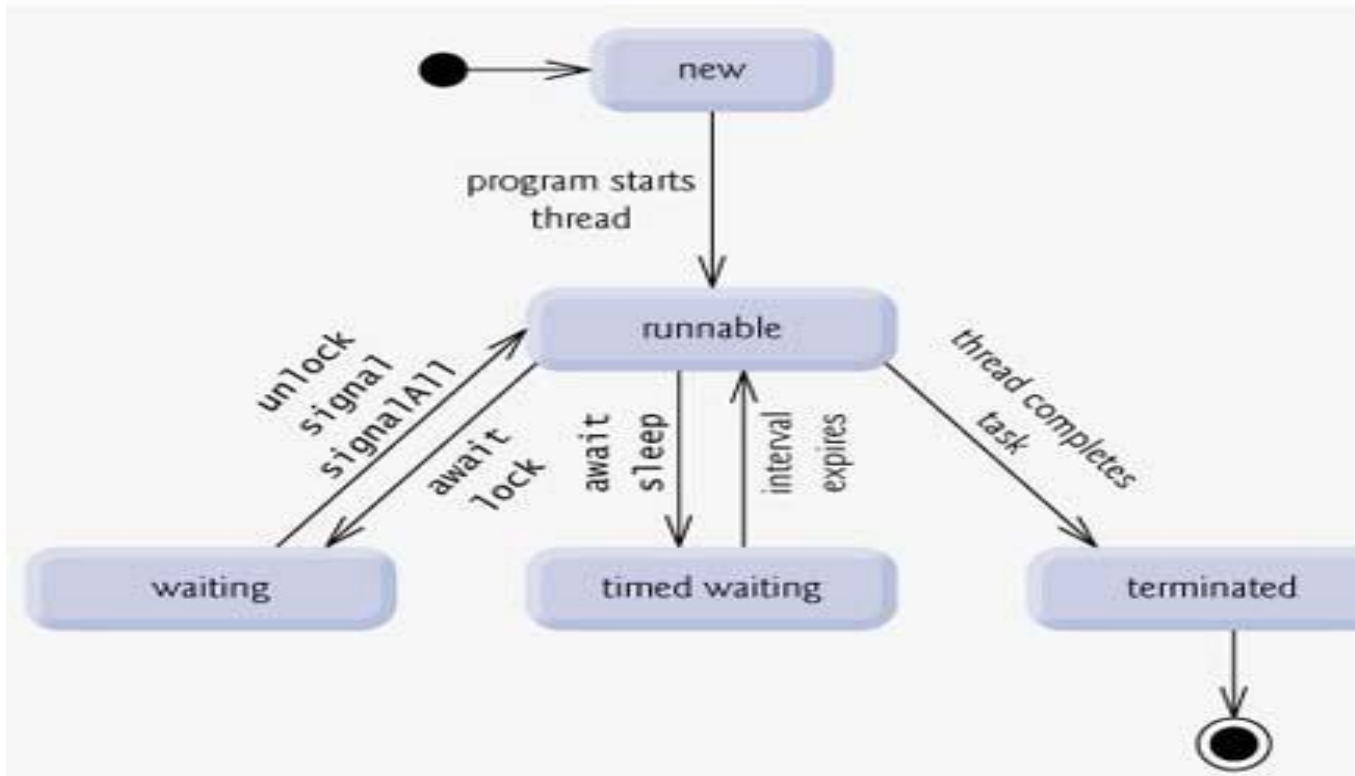 new
program starts
thread
runnable
unlock
signal
signalAll
await
lock
await
sleep
interval
expires
thread completes
task
waiting
timed waiting
terminated